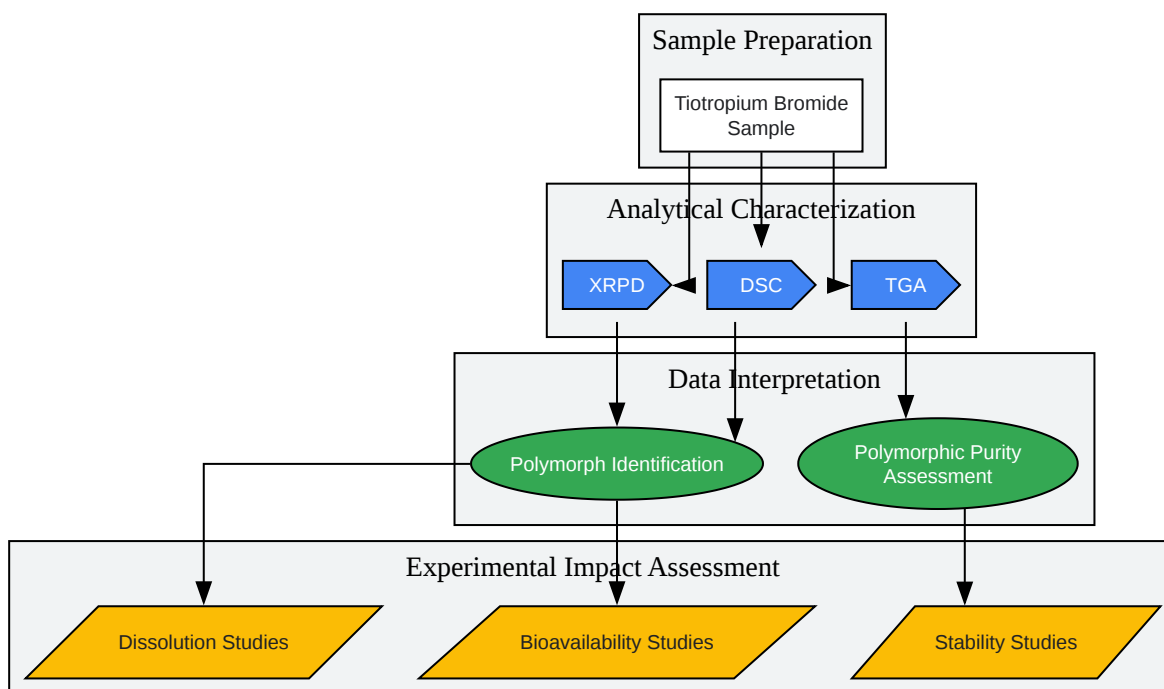 Sample Preparation
Tiotropium Bromide
Sample
Analytical Characterization
XRPD
DSC
TGA
Data Interpretation
Polymorph Identification
Polymorphic Purity
Assessment
Experimental Impact Assessment
Dissolution Studies
Bioavailability Studies
Stability Studies